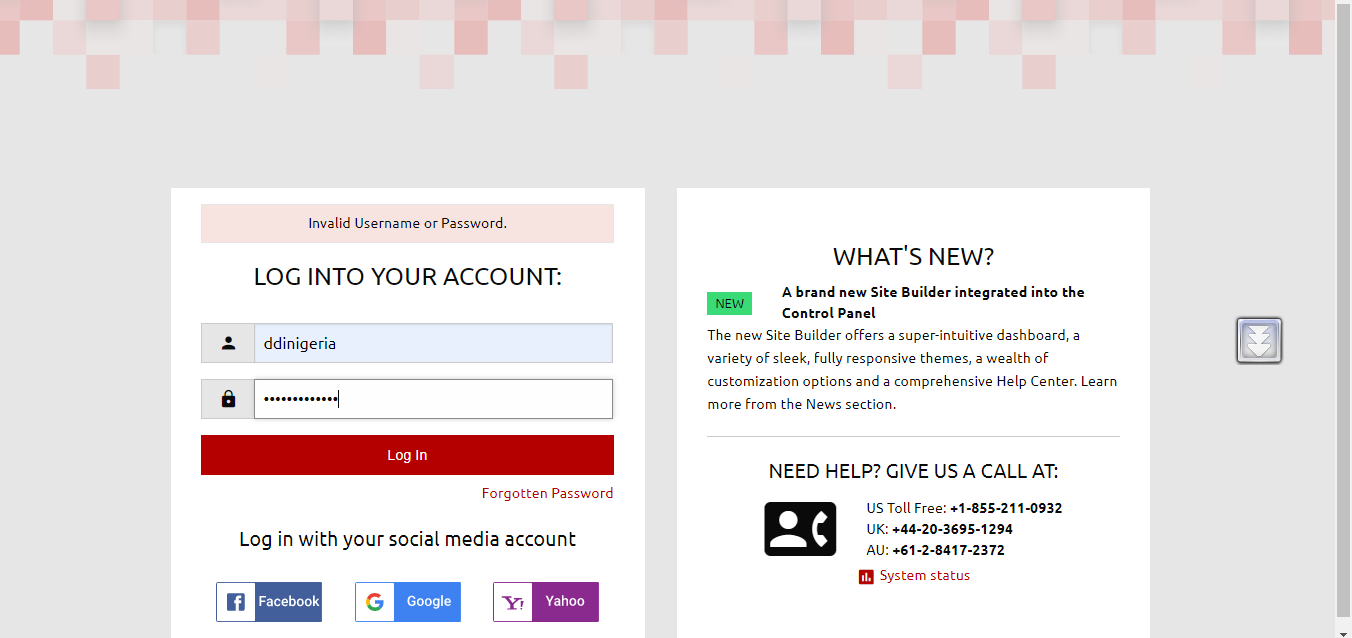 Invalid Username or Password.
LOG INTO YOUR ACCOUNT:
ddinigeria
•••••••••••••
Log In
Forgotten Password
Log in with your social media account
Facebook
Google
Yahoo
WHAT'S NEW?
NEW
A brand new Site Builder integrated into the
Control Panel
The new Site Builder offers a super-intuitive dashboard, a
variety of sleek, fully responsive themes, a wealth of
customization options and a comprehensive Help Center. Learn
more from the News section.
NEED HELP? GIVE US A CALL AT:
US Toll Free: +1-855-211-0932
UK: +44-20-3695-1294
AU: +61-2-8417-2372
System status